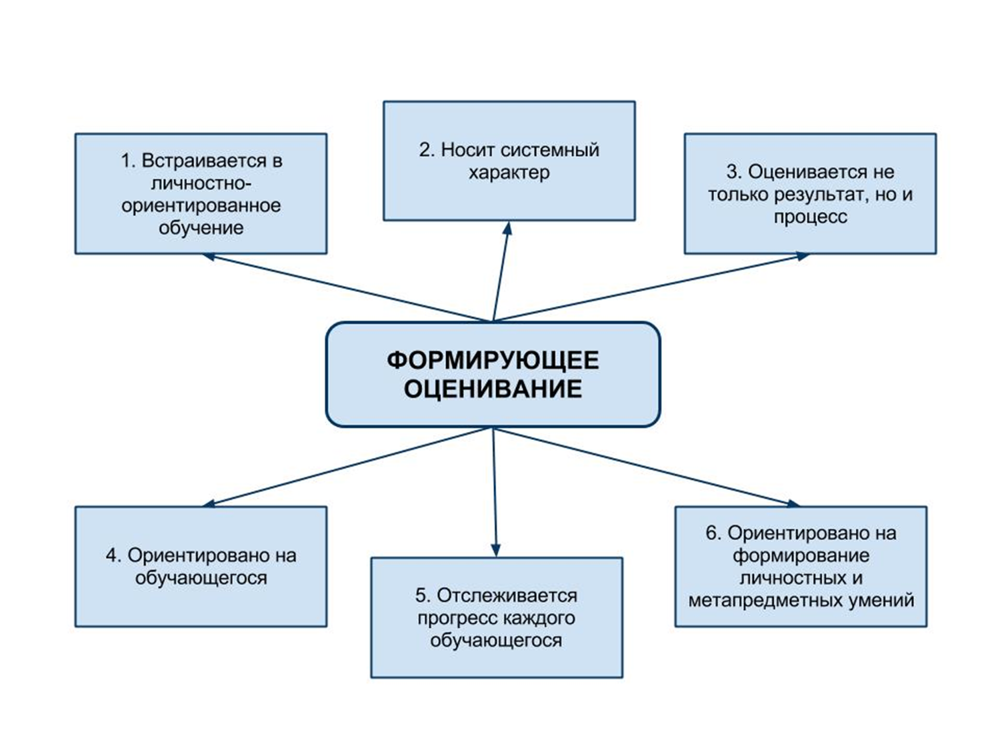 1. Встраивается в
личностно-
ориентированное
обучение
2. Носит системный
характер
3. Оценивается не
только результат, но и
процесс
ФОРМИРУЮЩЕЕ
ОЦЕНИВАНИЕ
4. Ориентировано на
обучающегося
5. Отслеживается
прогресс каждого
обучающегося
6. Ориентировано на
формирование
личностных и
метапредметных умений